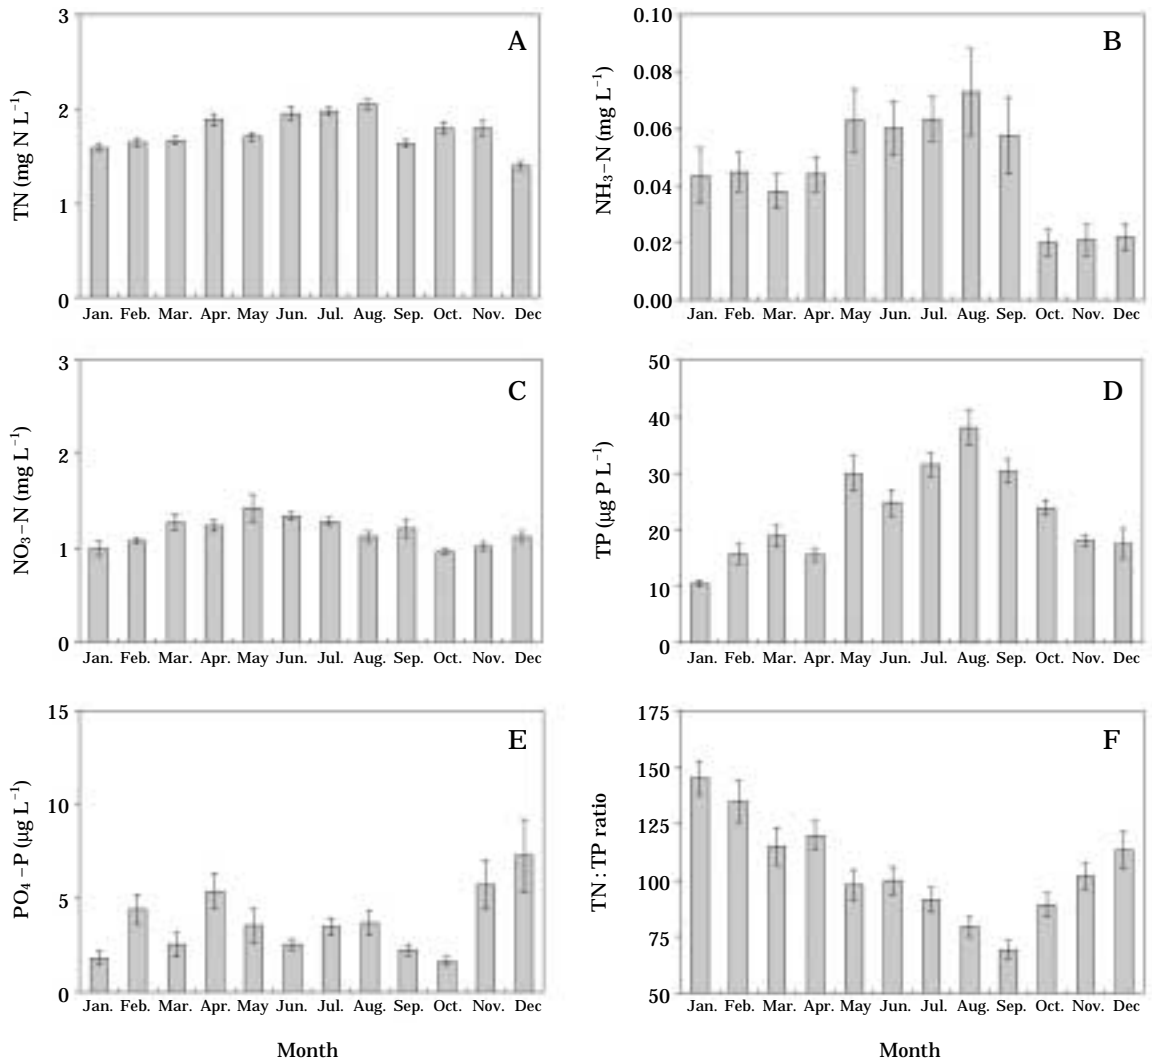 A
TN (mg N L⁻¹)
3
2
1
0
Jan. Feb. Mar. Apr. May Jun. Jul. Aug. Sep. Oct. Nov. Dec
B
NH₃–N (mg L⁻¹)
0.10
0.08
0.06
0.04
0.02
0.00
Jan. Feb. Mar. Apr. May Jun. Jul. Aug. Sep. Oct. Nov. Dec
C
NO₃–N (mg L⁻¹)
3
2
1
0
Jan. Feb. Mar. Apr. May Jun. Jul. Aug. Sep. Oct. Nov. Dec
D
TP (μg P L⁻¹)
50
40
30
20
10
0
Jan. Feb. Mar. Apr. May Jun. Jul. Aug. Sep. Oct. Nov. Dec
E
PO₄ –P (μg L⁻¹)
15
10
5
0
Jan. Feb. Mar. Apr. May Jun. Jul. Aug. Sep. Oct. Nov. Dec
Month
F
TN : TP ratio
175
150
125
100
75
50
Jan. Feb. Mar. Apr. May Jun. Jul. Aug. Sep. Oct. Nov. Dec
Month